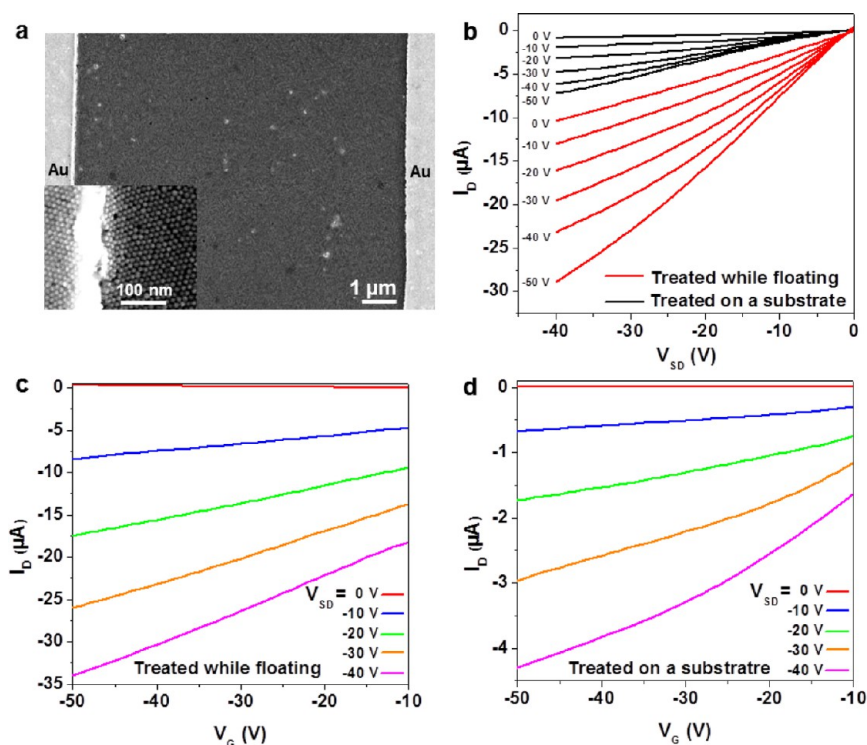 a
Au
Au
100 nm
1 µm
b
0
-5
-10
-15
-20
-25
-30
I_D (µA)
0 V
-10 V
-20 V
-30 V
-40 V
-50 V
0 V
-10 V
-20 V
-30 V
-40 V
-50 V
Treated while floating
Treated on a substrate
-40 -30 -20 -10 0
V_SD (V)
c
0
-5
-10
-15
-20
-25
-30
-35
I_D (µA)
V_SD = 0 V
-10 V
-20 V
-30 V
-40 V
Treated while floating
-50 -40 -30 -20 -10
V_G (V)
d
0
-1
-2
-3
-4
I_D (µA)
V_SD = 0 V
-10 V
-20 V
-30 V
-40 V
Treated on a substratre
-50 -40 -30 -20 -10
V_G (V)